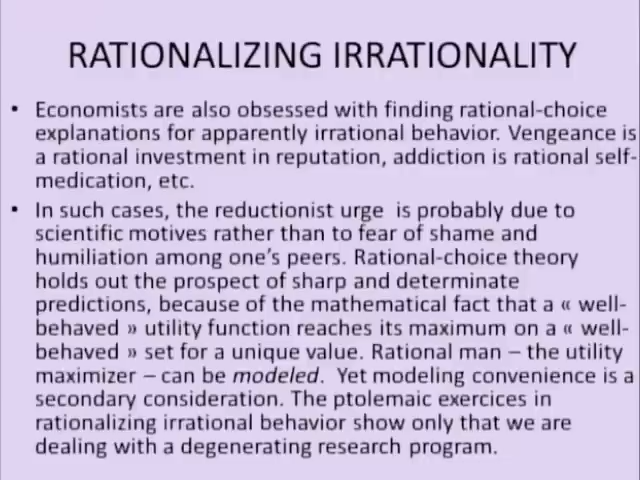 RATIONALIZING IRRATIONALITY
• Economists are also obsessed with finding rational-choice
explanations for apparently irrational behavior. Vengeance is
a rational investment in reputation, addiction is rational self-
medication, etc.
• In such cases, the reductionist urge is probably due to
scientific motives rather than to fear of shame and
humiliation among one's peers. Rational-choice theory
holds out the prospect of sharp and determinate
predictions, because of the mathematical fact that a « well-
behaved » utility function reaches its maximum on a « well-
behaved » set for a unique value. Rational man – the utility
maximizer – can be modeled. Yet modeling convenience is a
secondary consideration. The ptolemaic exercices in
rationalizing irrational behavior show only that we are
dealing with a degenerating research program.